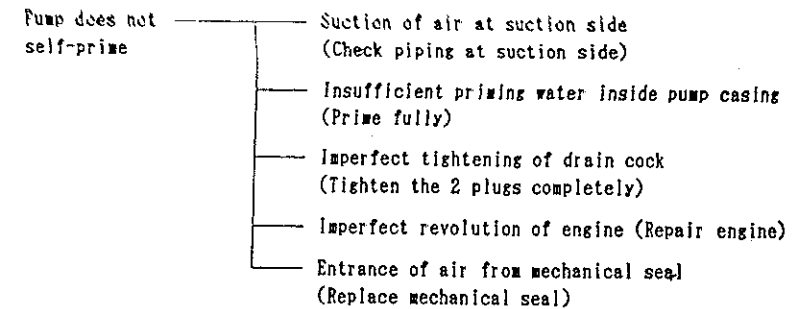 Pump does not
self-prime
Suction of air at suction side
(Check piping at suction side)
Insufficient priming water inside pump casing
(Prime fully)
Imperfect tightening of drain cock
(Tighten the 2 plugs completely)
Imperfect revolution of engine (Repair engine)
Entrance of air from mechanical seal
(Replace mechanical seal)